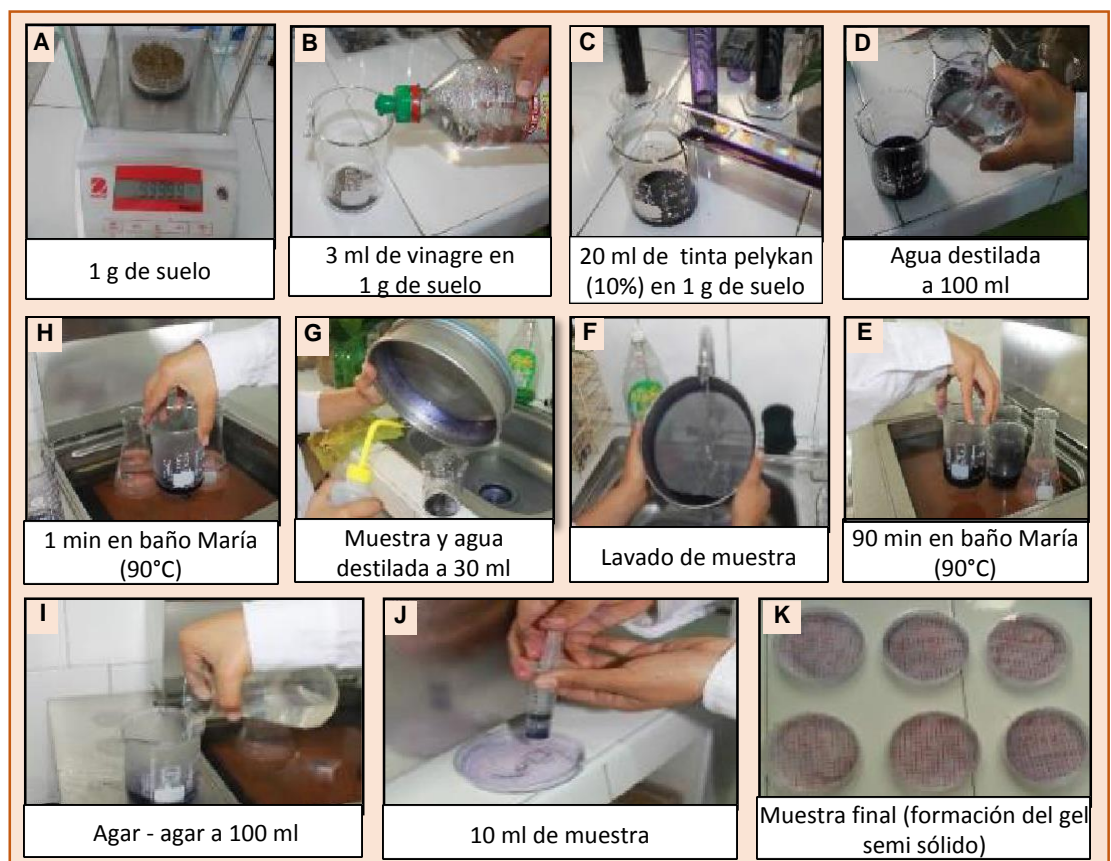 A
B
C
D
1 g de suelo
3 ml de vinagre en
1 g de suelo
20 ml de tinta pelykan
(10%) en 1 g de suelo
Agua destilada
a 100 ml
H
G
F
E
1 min en baño María
(90°C)
Muestra y agua
destilada a 30 ml
Lavado de muestra
90 min en baño María
(90°C)
I
J
K
Agar - agar a 100 ml
10 ml de muestra
Muestra final (formación del gel
semi sólido)